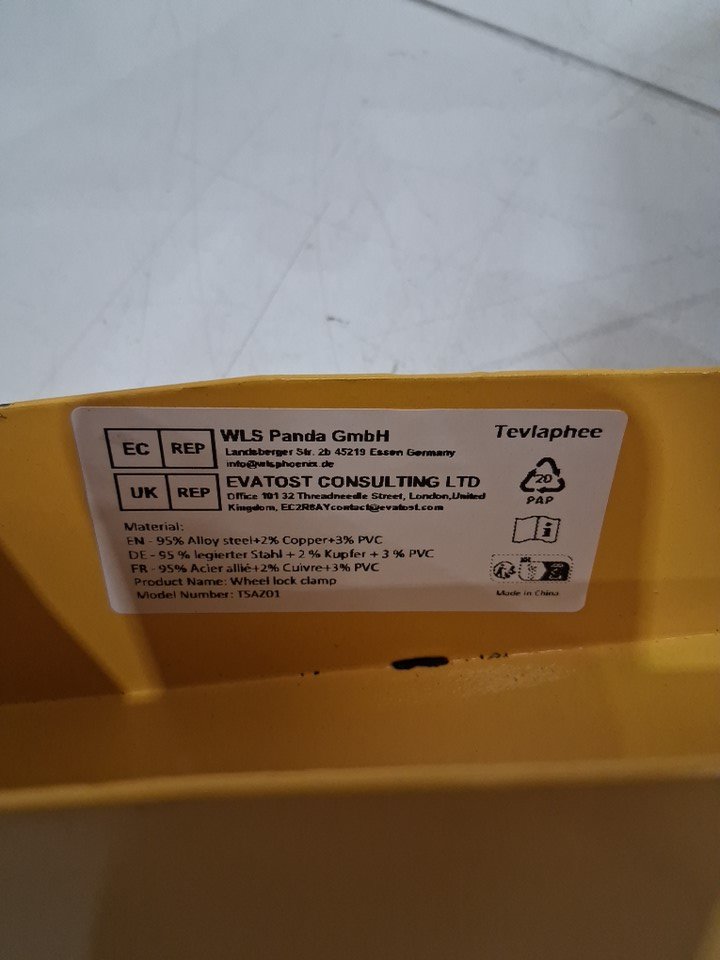 EC REP
WLS Panda GmbH
Landsberger Str. 2b 45219 Essen Germany
info@wlsphoenix.de
Tevlaphee
UK REP
EVATOST CONSULTING LTD
Office 101 32 Threadneedle Street, London,United
Kingdom, EC2R8AYcontact@evatost.com
20
PAP
Material:
EN - 95% Alloy steel+2% Copper+3% PVC
DE - 95 % legierter Stahl + 2 % Kupfer + 3 % PVC
FR - 95% Acier allié+2% Cuivre+3% PVC
Product Name: Wheel lock clamp
Model Number: TSAZ01
Made in China